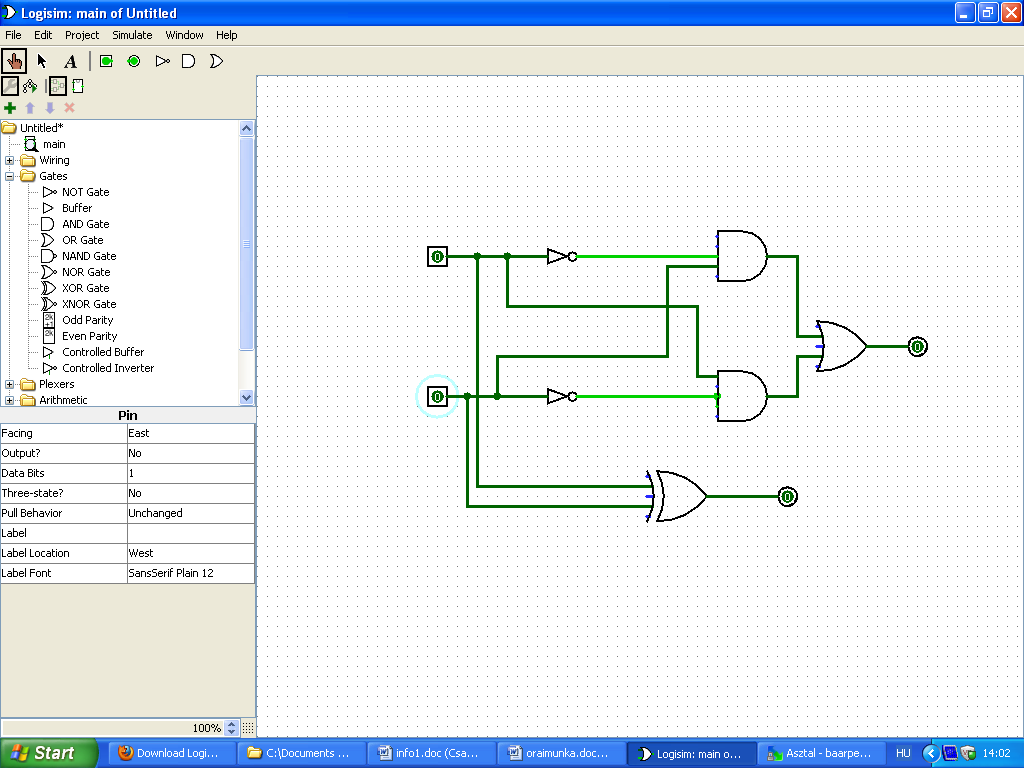 Logisim: main of Untitled
File Edit Project Simulate Window Help
A
Untitled*
main
Wiring
Gates
NOT Gate
Buffer
AND Gate
OR Gate
NAND Gate
NOR Gate
XOR Gate
XNOR Gate
Odd Parity
Even Parity
Controlled Buffer
Controlled Inverter
Plexers
Arithmetic
Pin
Facing East
Output? No
Data Bits 1
Three-state? No
Pull Behavior Unchanged
Label
Label Location West
Label Font SansSerif Plain 12
100%
0
0
0
0
Start Download Logi... C:\Documents ... info1.doc (Csa... oraimunka.doc... Logisim: main o... Asztal - baarpe... HU 14:02